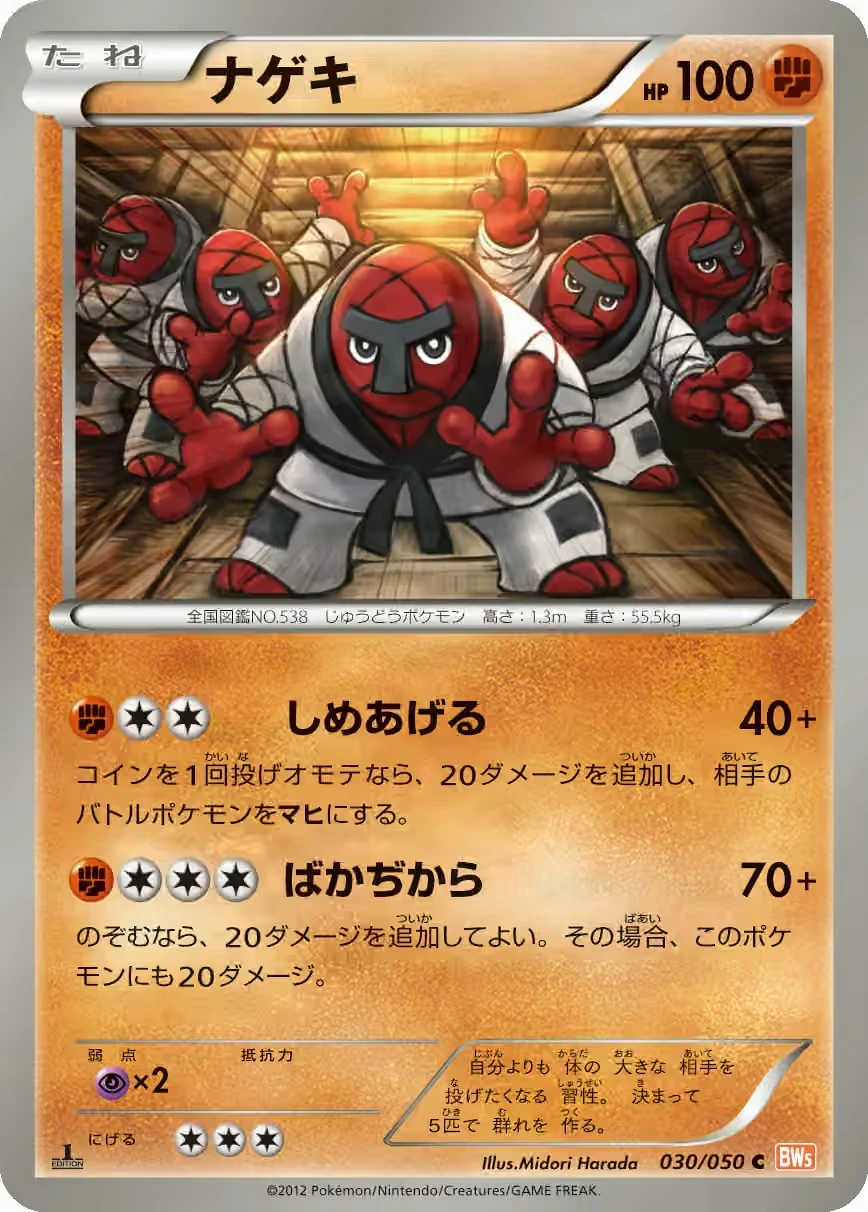 たね ナゲキ HP 100
全国図鑑NO.538 じゅうどうポケモン 高さ:1.3m 重さ:55.5kg
しめあげる 40+
コインを1回投げオモテなら、20ダメージを追加し、相手の
バトルポケモンをマヒにする。
ばかぢから 70+
のぞむなら、20ダメージを追加してよい。その場合、このポケ
モンにも20ダメージ。
弱点 抵抗力
×2
にげる
自分よりも 体の 大きな 相手を
投げたくなる 習性。 決まって
5匹で 群れを 作る。
1 EDITION
Illus.Midori Harada 030/050 C BW5
©2012 Pokémon/Nintendo/Creatures/GAME FREAK.